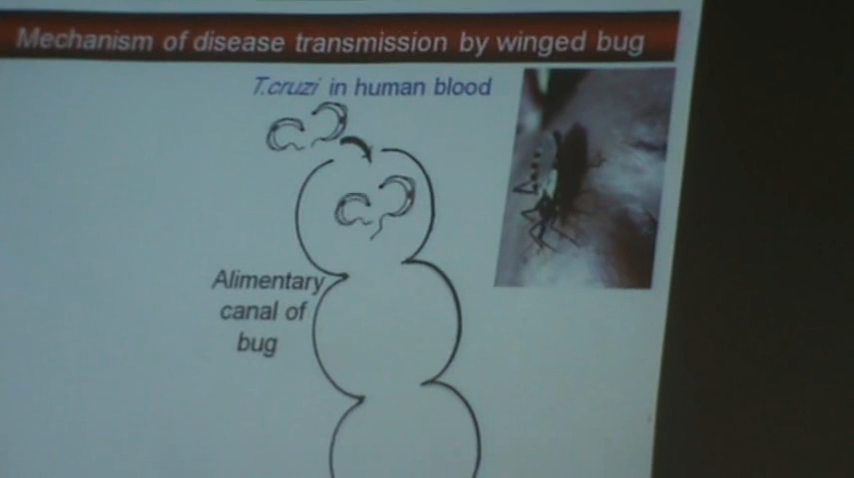 Mechanism of disease transmission by winged bug
T.cruzi in human blood
Alimentary
canal of
bug